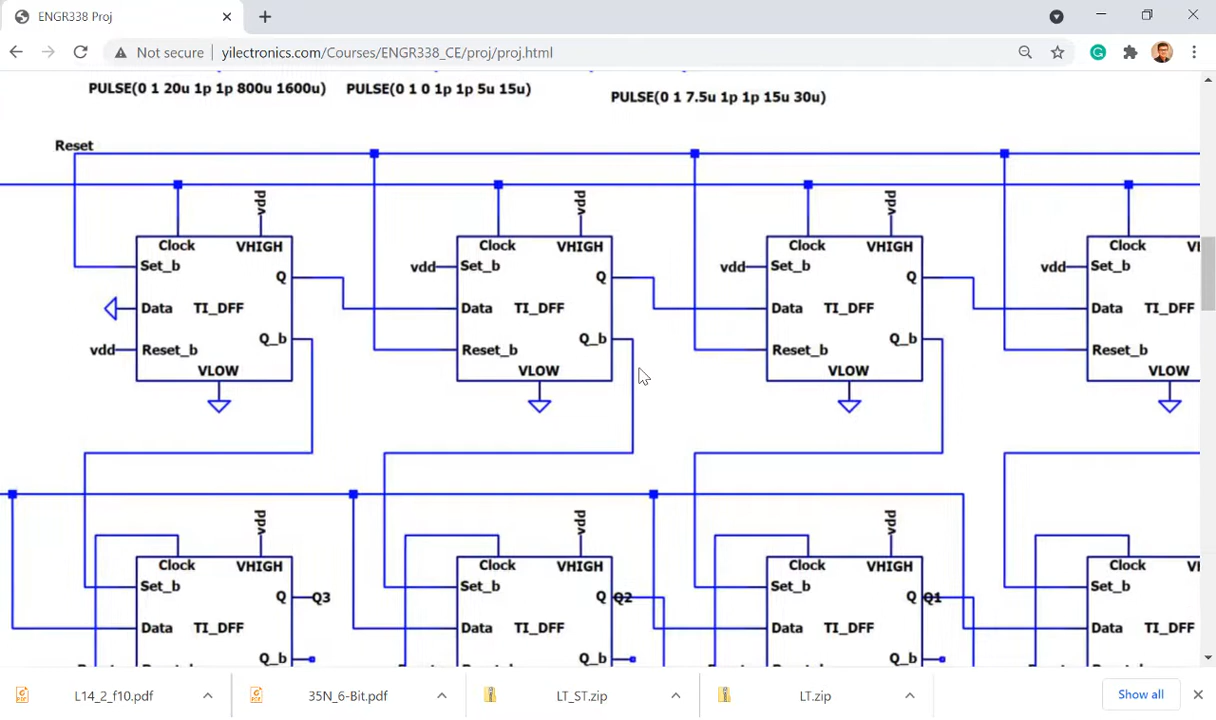 ENGR338 Proj
Not secure yilectronics.com/Courses/ENGR338_CE/proj/proj.html
PULSE(0 1 20u 1p 1p 800u 1600u) PULSE(0 1 0 1p 1p 5u 15u) PULSE(0 1 7.5u 1p 1p 15u 30u)
Reset
vdd vdd vdd
Clock VHIGH Clock VHIGH Clock VHIGH Clock VI
Set_b vdd Set_b vdd Set_b vdd Set_b
Q Q Q
Data TI_DFF Data TI_DFF Data TI_DFF Data TI_DFF
Q_b Q_b Q_b
vdd Reset_b Reset_b Reset_b Reset_b
VLOW VLOW VLOW VLOW
vdd vdd vdd
Clock VHIGH Clock VHIGH Clock VHIGH Clock VI
Set_b Set_b Set_b Set_b
Q Q3 Q Q2 Q Q1
Data TI_DFF Data TI_DFF Data TI_DFF Data TI_DFF
Q_b Q_b Q_b
L14_2_f10.pdf 35N_6-Bit.pdf LT_ST.zip LT.zip Show all